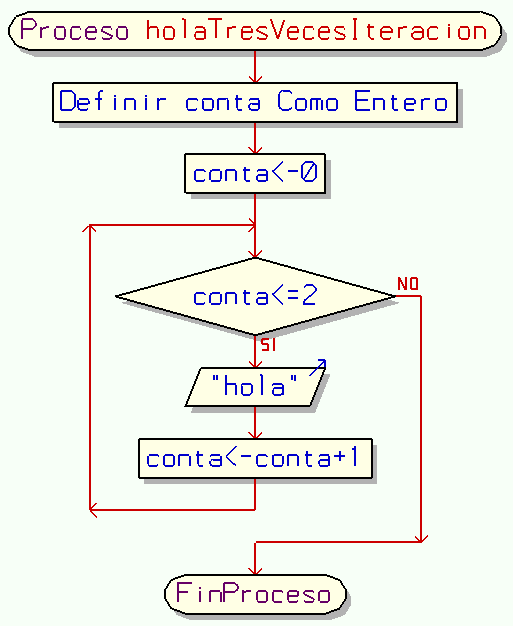 Proceso holaTresVecesIteracion
Definir conta Como Entero
conta<-0
conta<=2
NO
SI
"hola"
conta<-conta+1
FinProceso